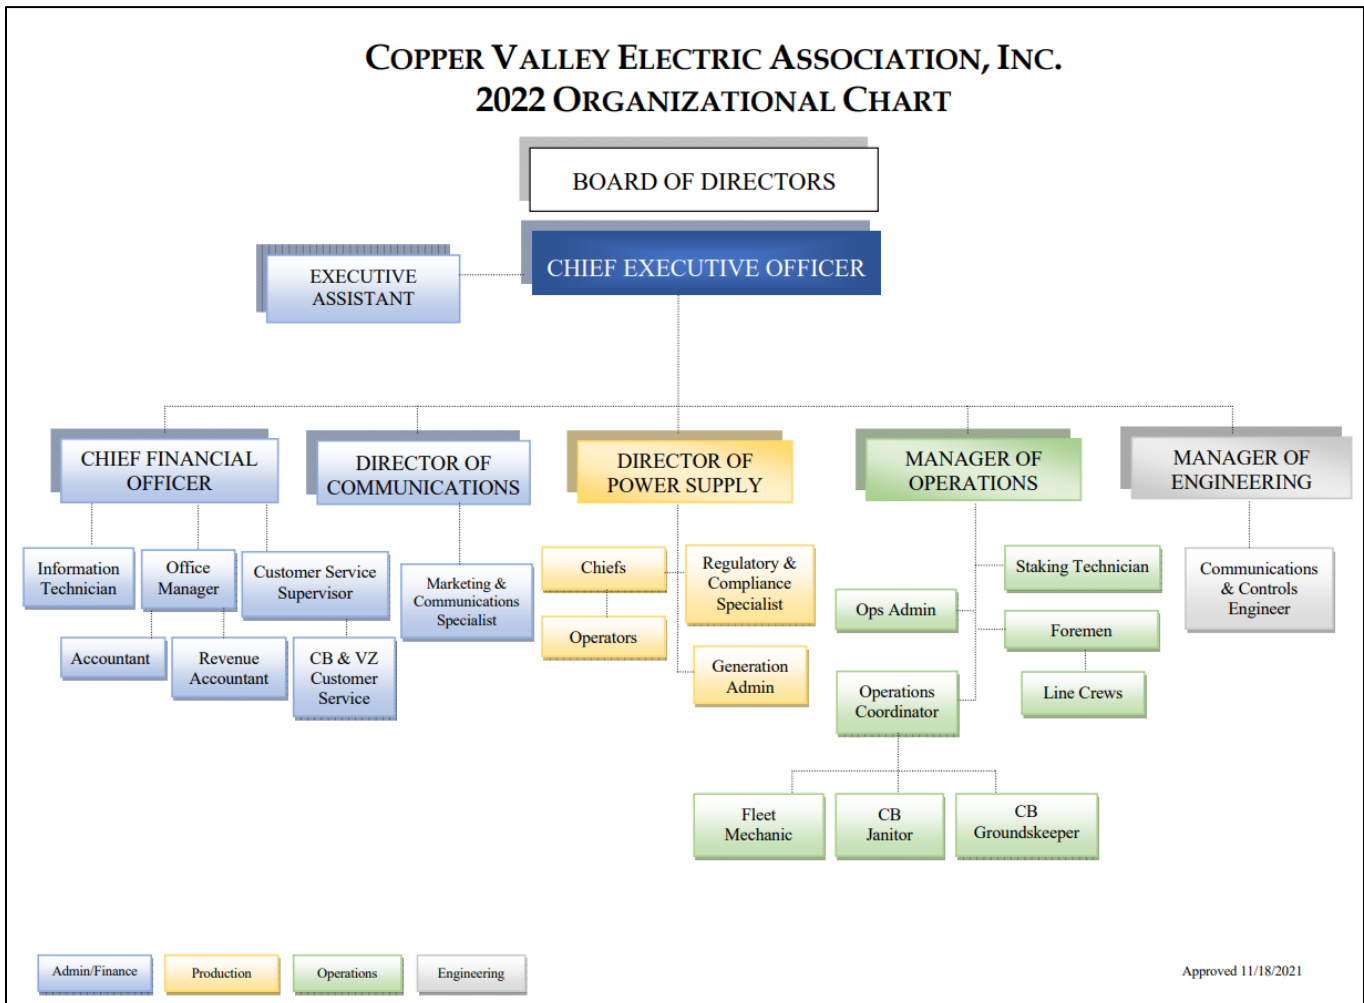 COPPER VALLEY ELECTRIC ASSOCIATION, INC.
2022 ORGANIZATIONAL CHART
BOARD OF DIRECTORS
CHIEF EXECUTIVE OFFICER
EXECUTIVE
ASSISTANT
CHIEF FINANCIAL
OFFICER
DIRECTOR OF
COMMUNICATIONS
DIRECTOR OF
POWER SUPPLY
MANAGER OF
OPERATIONS
MANAGER OF
ENGINEERING
Information
Technician
Office
Manager
Customer Service
Supervisor
Accountant
Revenue
Accountant
CB & VZ
Customer
Service
Marketing &
Communications
Specialist
Chiefs
Regulatory &
Compliance
Specialist
Operators
Generation
Admin
Staking Technician
Ops Admin
Foremen
Operations
Coordinator
Line Crews
Fleet
Mechanic
CB
Janitor
CB
Groundskeeper
Communications
& Controls
Engineer
Admin/Finance
Production
Operations
Engineering
Approved 11/18/2021